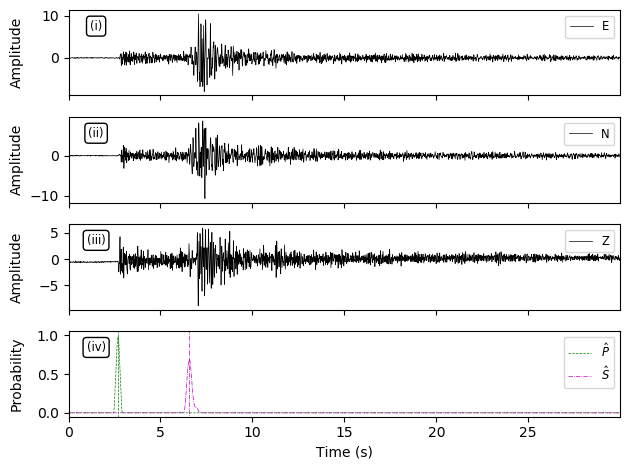 10
0
Amplitude
(i)
E
0
−10
Amplitude
(ii)
N
5
0
−5
Amplitude
(iii)
Z
1.0
0.5
0.0
Probability
(iv)
P̂
Ŝ
0 5 10 15 20 25
Time (s)